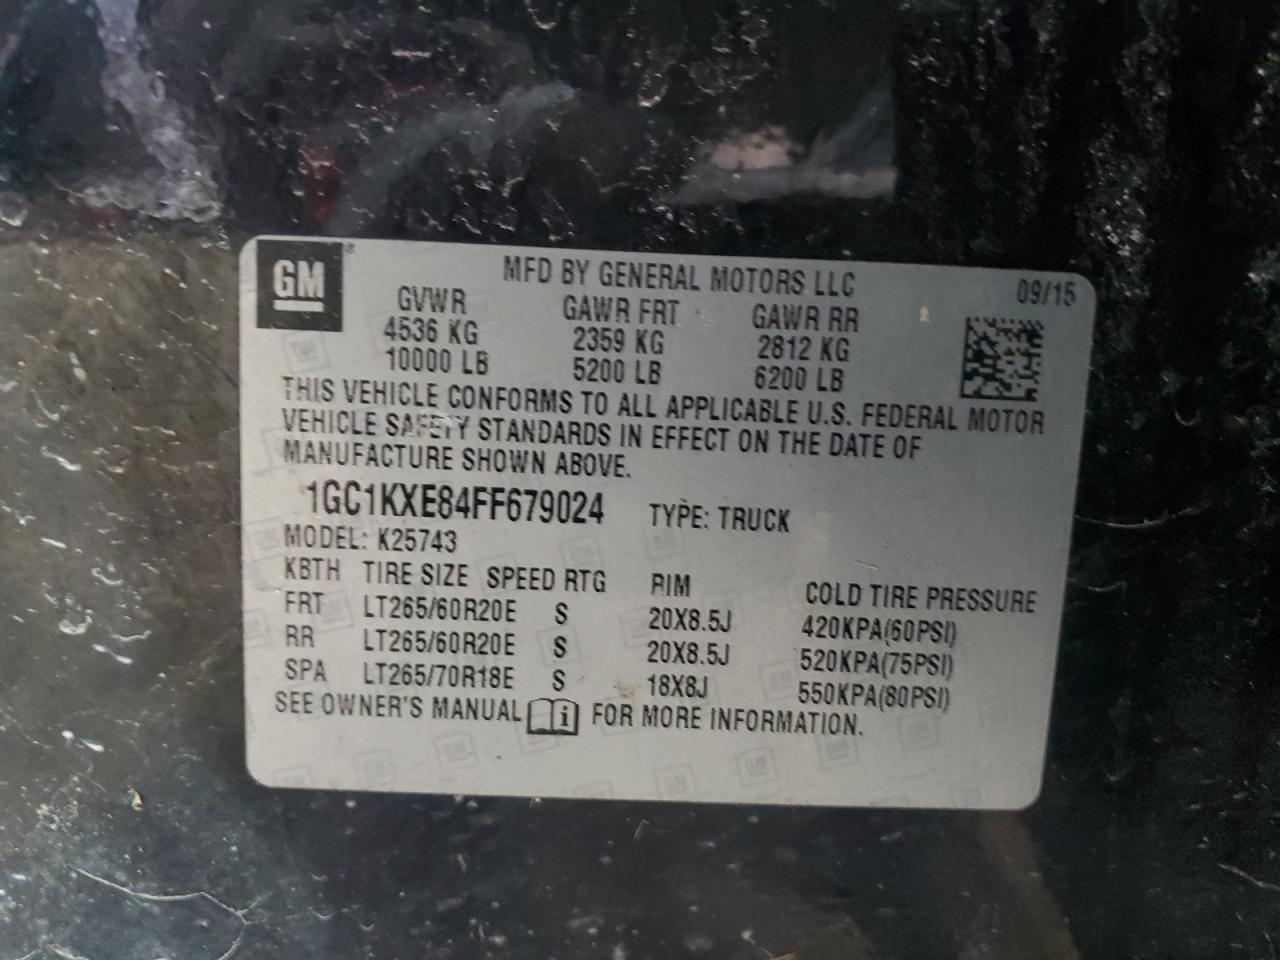 GM
MFD BY GENERAL MOTORS LLC 09/15
GVWR GAWR FRT GAWR RR
4536 KG 2359 KG 2812 KG
10000 LB 5200 LB 6200 LB
THIS VEHICLE CONFORMS TO ALL APPLICABLE U.S. FEDERAL MOTOR
VEHICLE SAFETY STANDARDS IN EFFECT ON THE DATE OF
MANUFACTURE SHOWN ABOVE.
1GC1KXE84FF679024 TYPE: TRUCK
MODEL: K25743
KBTH TIRE SIZE SPEED RTG RIM COLD TIRE PRESSURE
FRT LT265/60R20E S 20X8.5J 420KPA(60PSI)
RR LT265/60R20E S 20X8.5J 520KPA(75PSI)
SPA LT265/70R18E S 18X8J 550KPA(80PSI)
SEE OWNER'S MANUAL i FOR MORE INFORMATION.